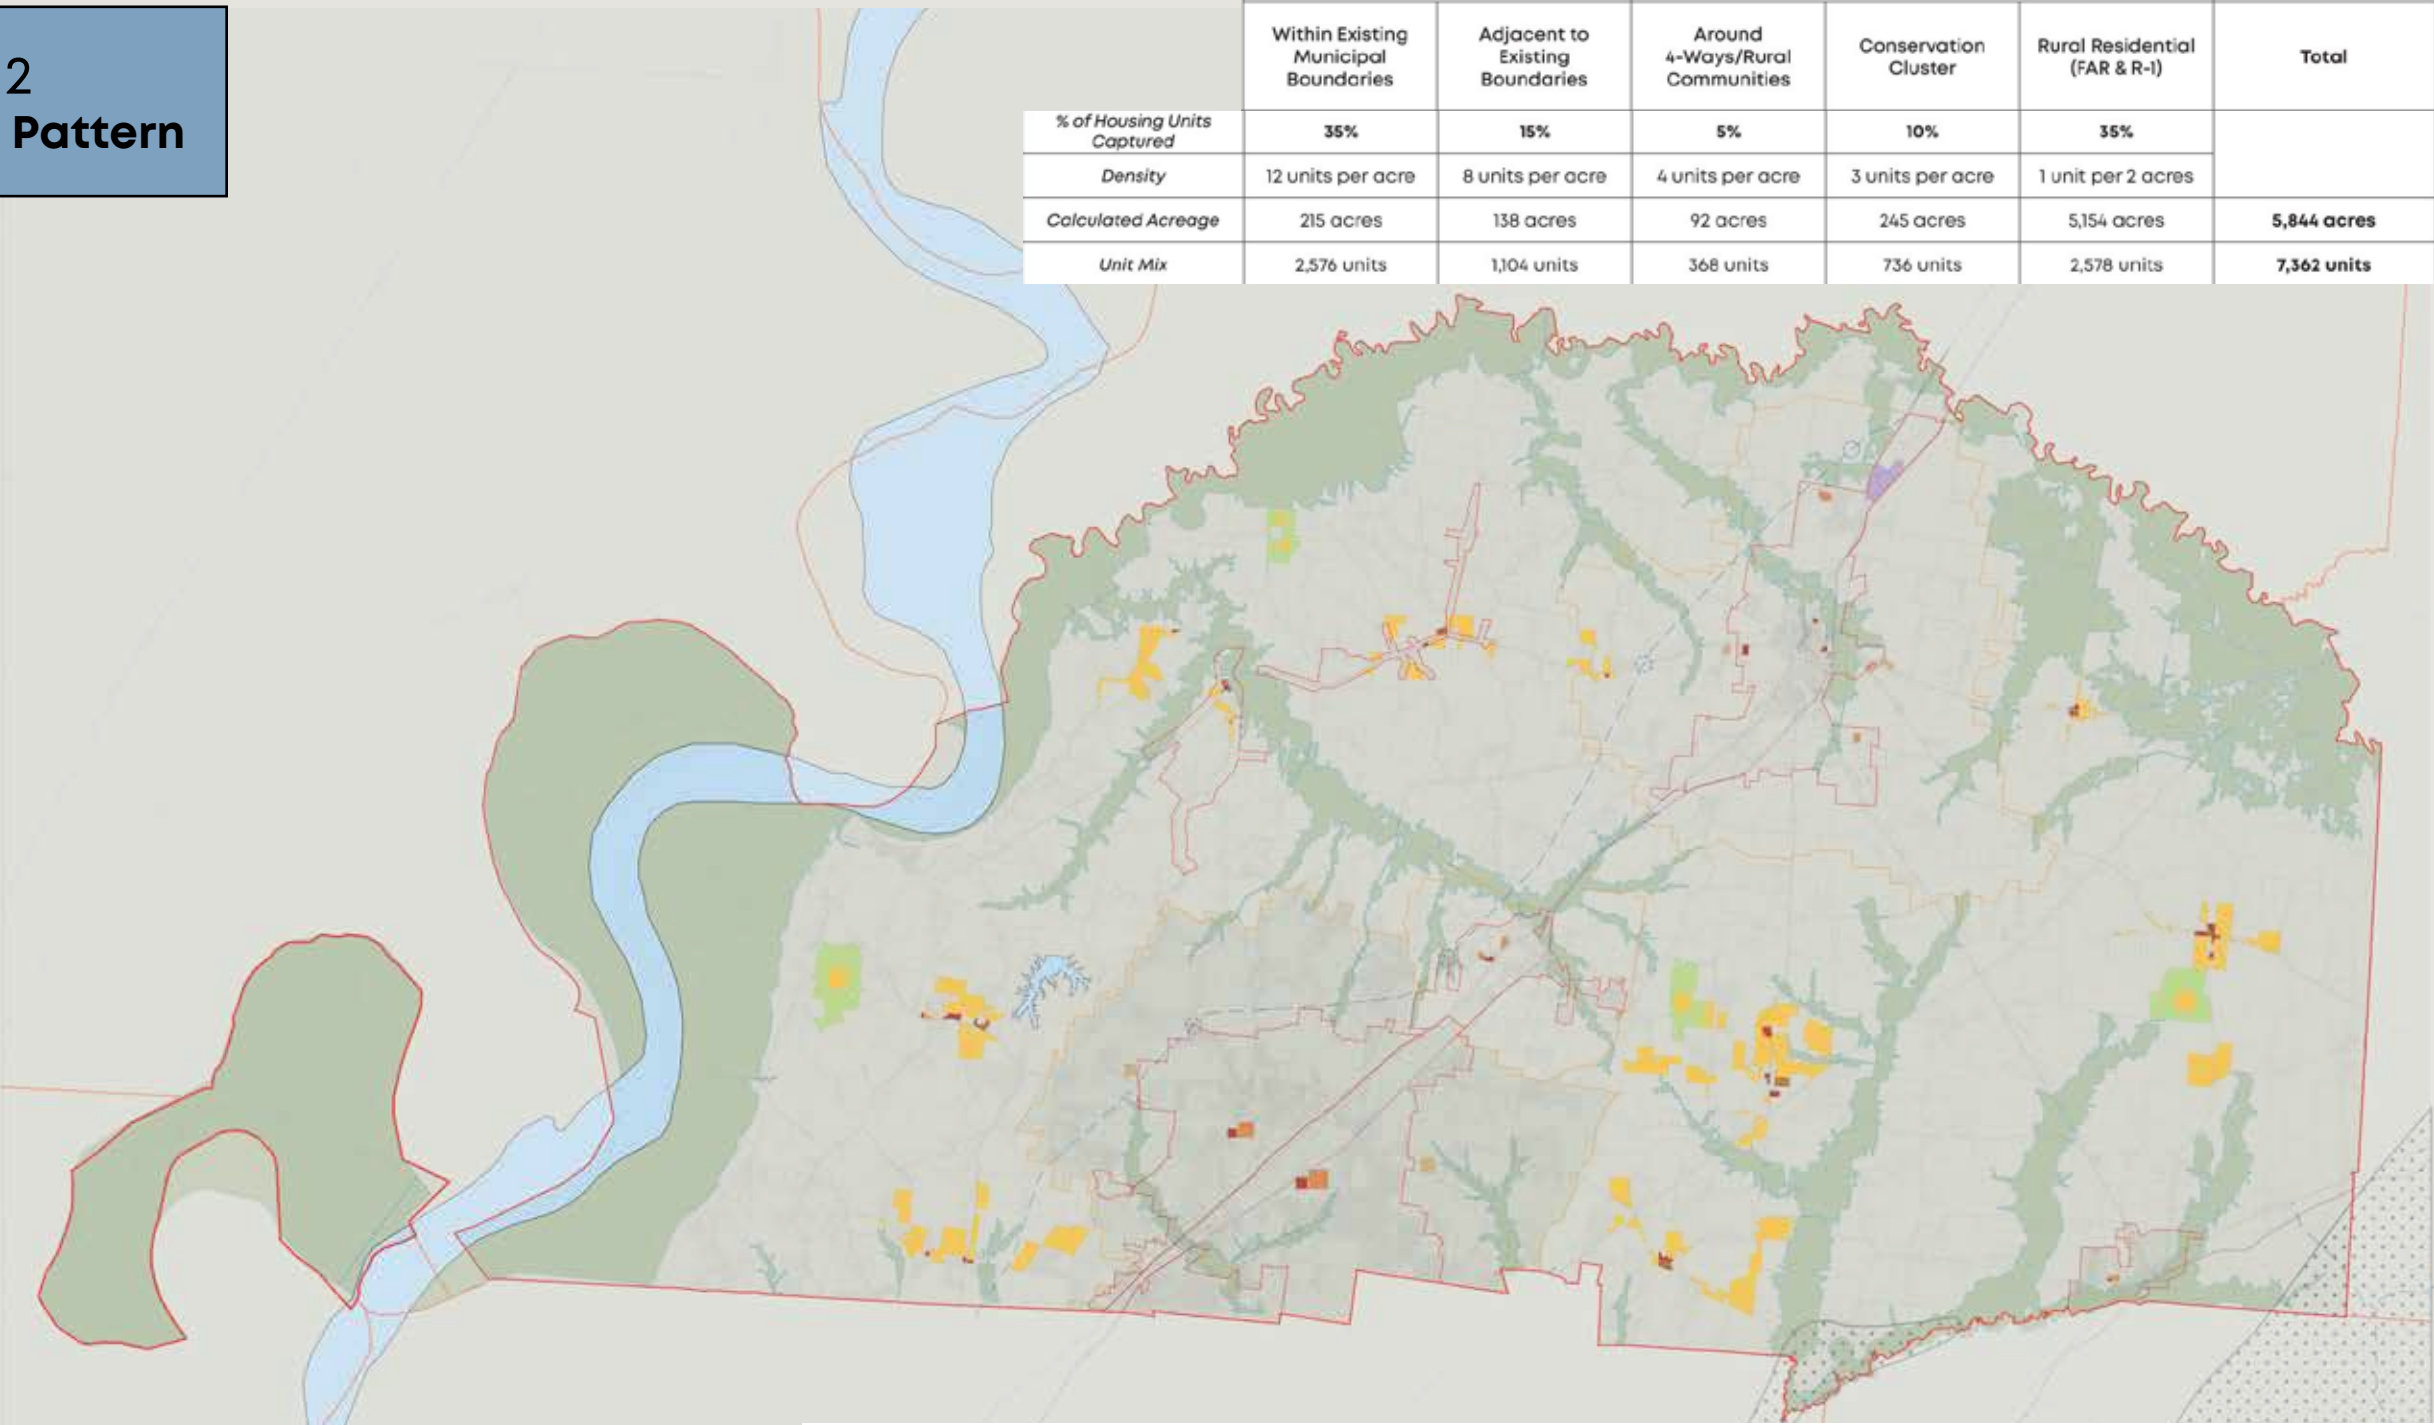 2
Pattern
Within Existing
Municipal
Boundaries
Adjacent to
Existing
Boundaries
Around
4-Ways/Rural
Communities
Conservation
Cluster
Rural Residential
(FAR & R-1)
Total
% of Housing Units
Captured
35%
15%
5%
10%
35%
Density
12 units per acre
8 units per acre
4 units per acre
3 units per acre
1 unit per 2 acres
Calculated Acreage
215 acres
138 acres
92 acres
245 acres
5,154 acres
5,844 acres
Unit Mix
2,576 units
1,104 units
368 units
736 units
2,578 units
7,362 units